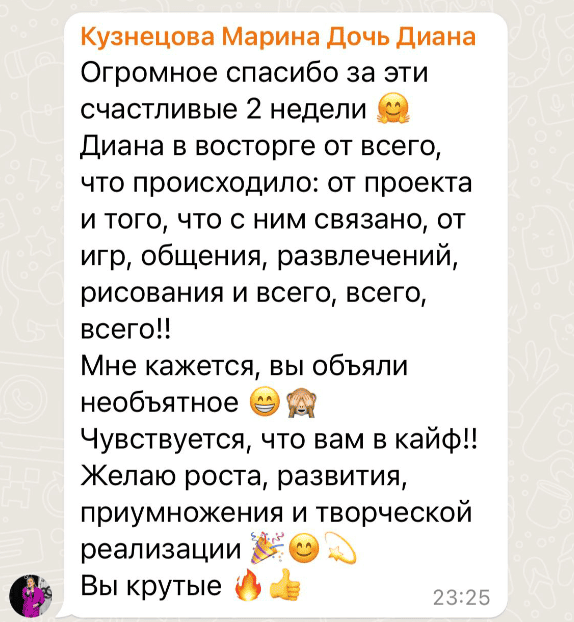 Кузнецова Марина Дочь Диана
Огромное спасибо за эти
счастливые 2 недели 🤗
Диана в восторге от всего,
что происходило: от проекта
и того, что с ним связано, от
игр, общения, развлечений,
рисования и всего, всего,
всего!!
Мне кажется, вы объяли
необъятное 😁🙈
Чувствуется, что вам в кайф!!
Желаю роста, развития,
приумножения и творческой
реализации 🎉😊💫
Вы крутые 🔥👍
23:25